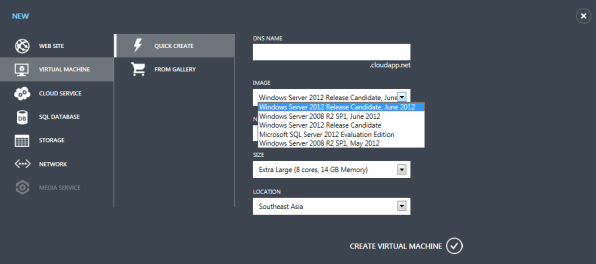 NEW
WEB SITE
VIRTUAL MACHINE
CLOUD SERVICE
DB
SQL DATABASE
STORAGE
NETWORK
MEDIA SERVICE
QUICK CREATE
FROM GALLERY
DNS NAME
.cloudapp.net
IMAGE
Windows Server 2012 Release Candidate, June
Windows Server 2012 Release Candidate, June 2012
Windows Server 2008 R2 SP1, June 2012
Windows Server 2012 Release Candidate
Microsoft SQL Server 2012 Evaluation Edition
Windows Server 2008 R2 SP1, May 2012
N
SIZE
Extra Large (8 cores, 14 GB Memory)
LOCATION
Southeast Asia
CREATE VIRTUAL MACHINE